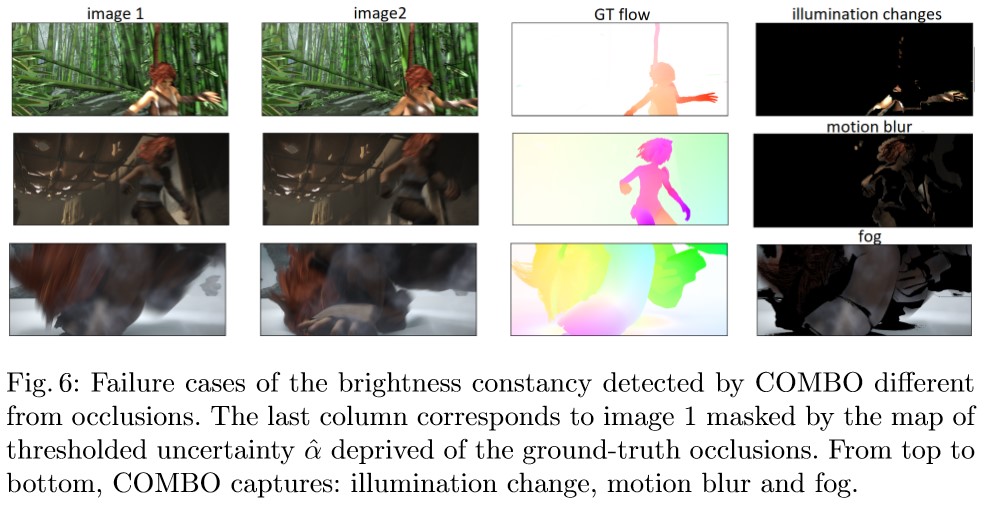 image 1
image2
GT flow
illumination changes
motion blur
fog
Fig. 6: Failure cases of the brightness constancy detected by COMBO different
from occlusions. The last column corresponds to image 1 masked by the map of
thresholded uncertainty α̂ deprived of the ground-truth occlusions. From top to
bottom, COMBO captures: illumination change, motion blur and fog.